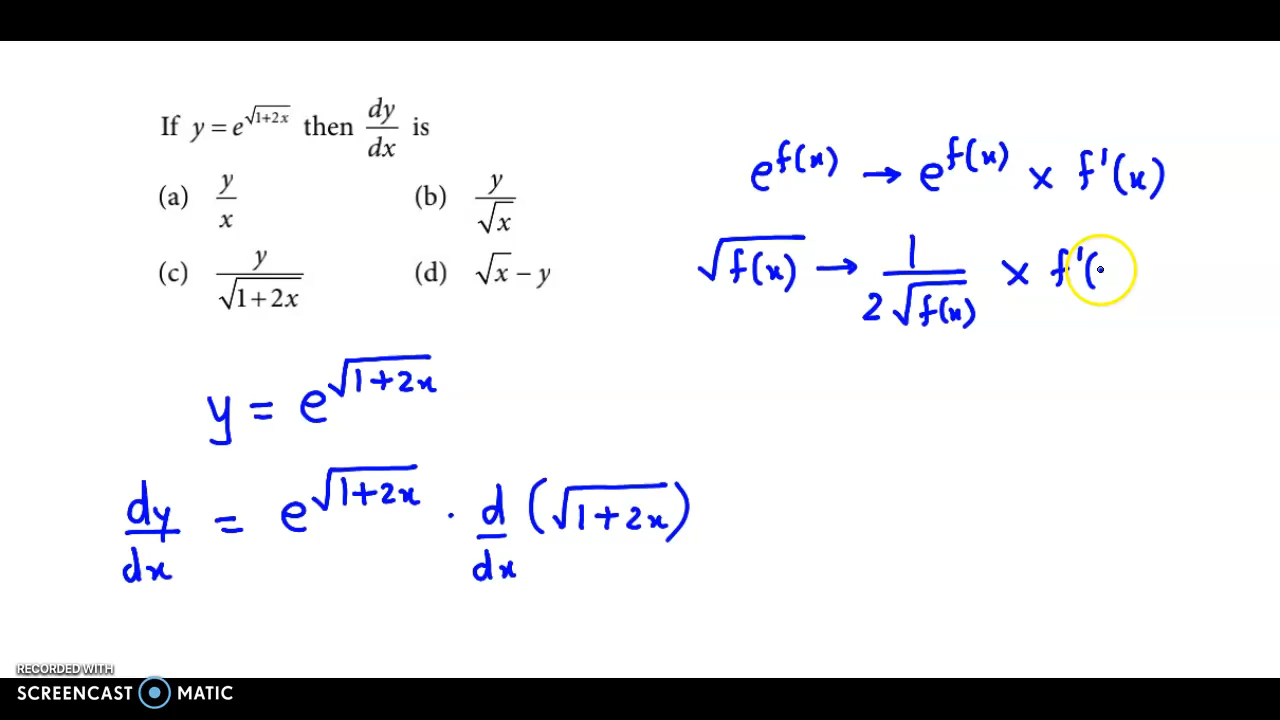 If y = e^√(1+2x) then dy/dx is
(a) y/x (b) y/√x
(c) y/√(1+2x) (d) √x − y
e^f(x) → e^f(x) × f'(x)
√f(x) → 1/(2√f(x)) × f'(
y = e^√(1+2x)
dy/dx = e^√(1+2x) · d/dx (√(1+2x))
RECORDED WITH
SCREENCAST MATIC